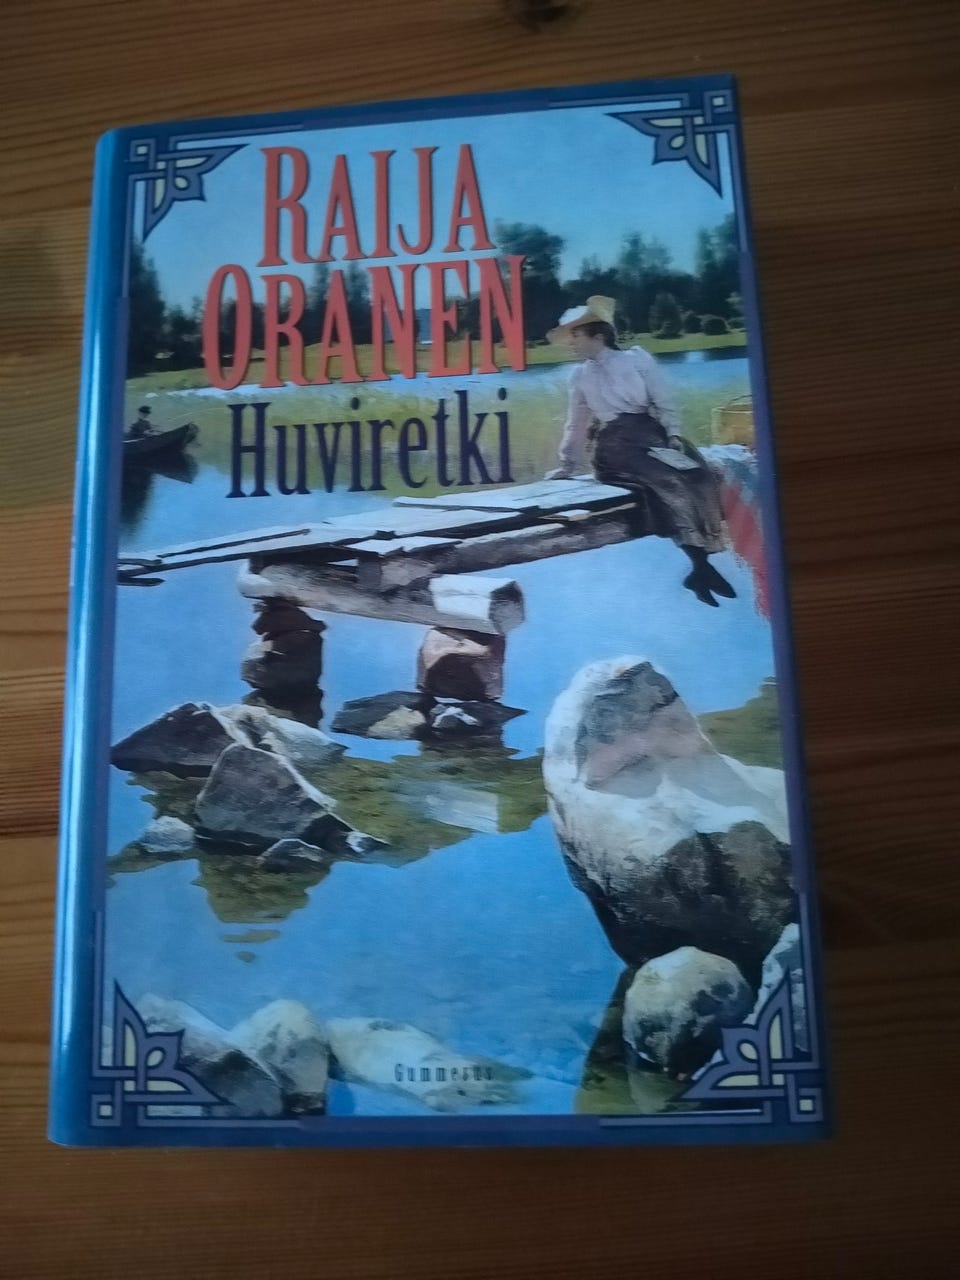 RAIJA
ORANEN
Huviretki
Gummerus